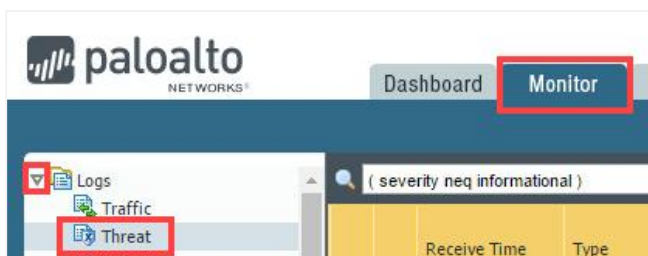 paloalto
NETWORKS®
Dashboard Monitor
Logs
Traffic
Threat
( severity neq informational )
Receive Time Type